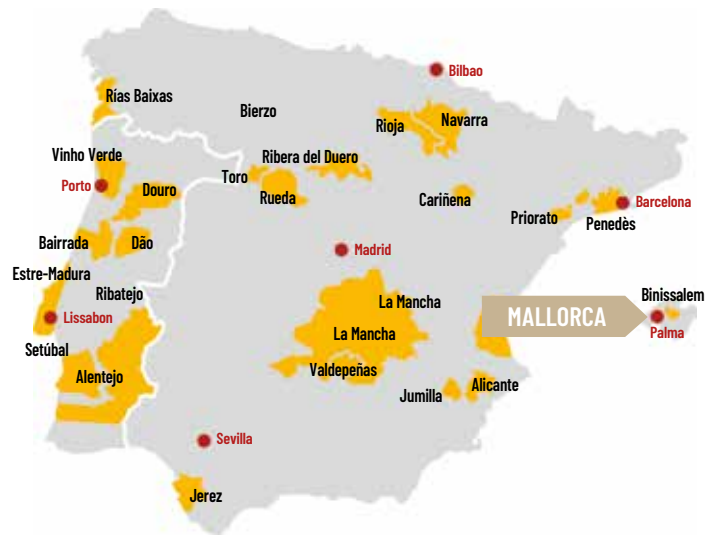 Bilbao
Rías Baixas
Bierzo
Rioja
Navarra
Vinho Verde
Ribera del Duero
Toro
Porto
Douro
Rueda
Cariñena
Barcelona
Priorato
Penedès
Bairrada
Dão
Madrid
Estre-Madura
Ribatejo
La Mancha
Binissalem
Lissabon
MALLORCA
La Mancha
Palma
Setúbal
Valdepeñas
Alentejo
Jumilla
Alicante
Sevilla
Jerez